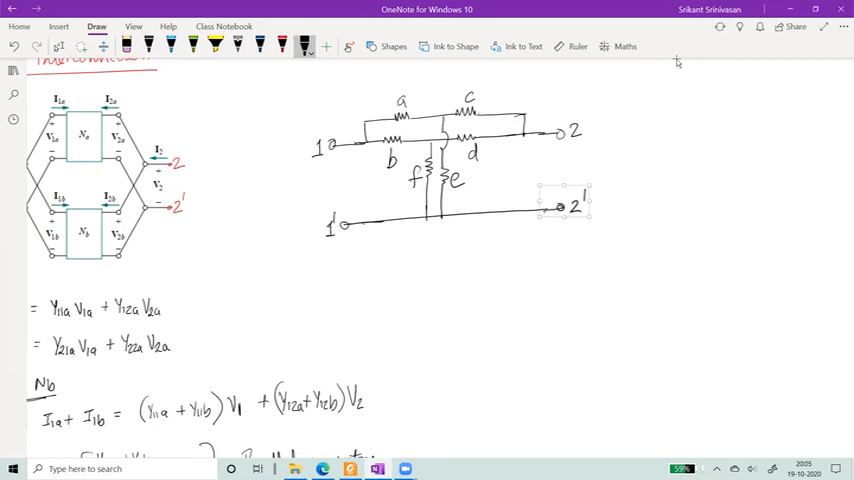 OneNote for Windows 10
Srikant Srinivasan
Home Insert Draw View Help Class Notebook
Share
Shapes Ink to Shape Ink to Text Ruler Maths
I1a I2a
+ Na +
V1a V2a
− −
I2
2
+
V2
−
2'
I1b I2b
+ Nb +
V1b V2b
− −
a c
1 2
b d
f e
1' 2'
= Y11a V1a + Y12a V2a
= Y21a V1a + Y22a V2a
Nb
I1a + I1b = (Y11a + Y11b) V1 + (Y12a + Y12b) V2
Type here to search
59%
20:05
19-10-2020